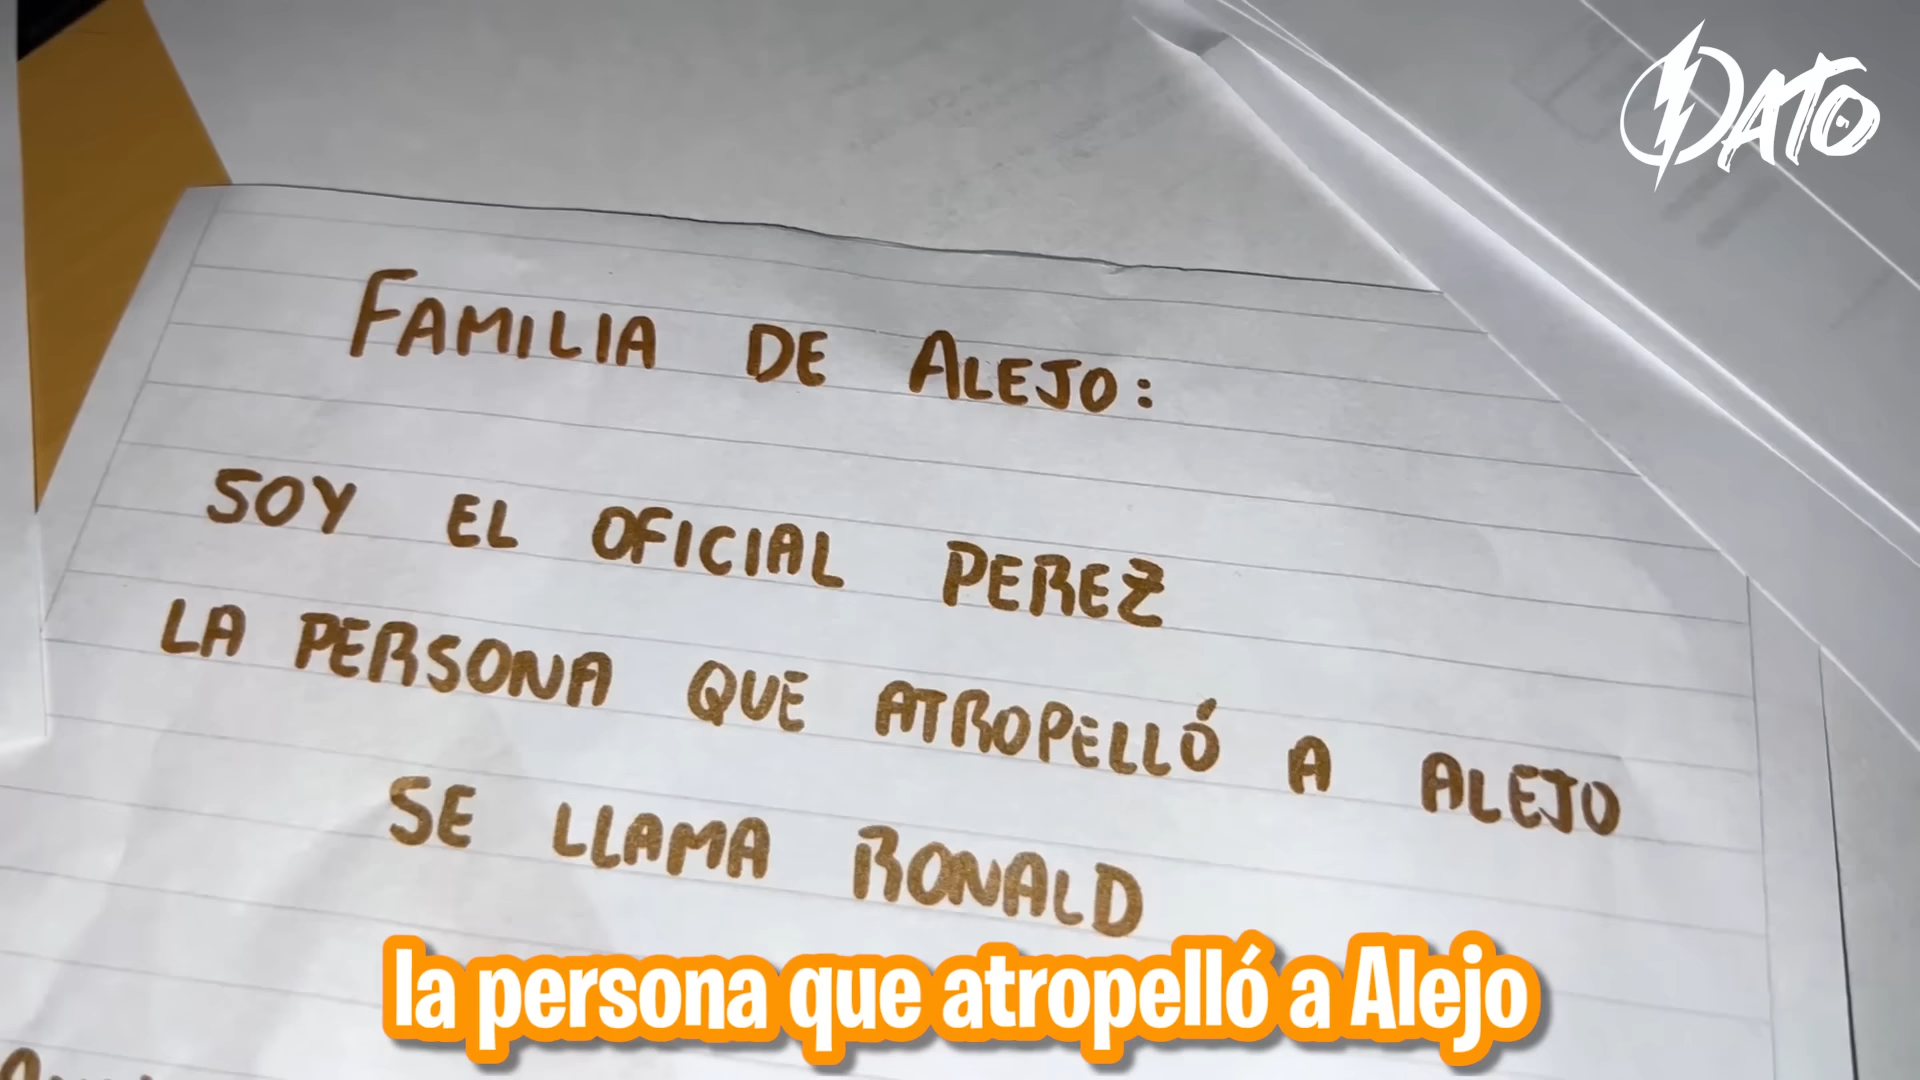 DATO
FAMILIA DE ALEJO:
SOY EL OFICIAL PEREZ
LA PERSONA QUE ATROPELLÓ A ALEJO
SE LLAMA RONALD
la persona que atropelló a Alejo